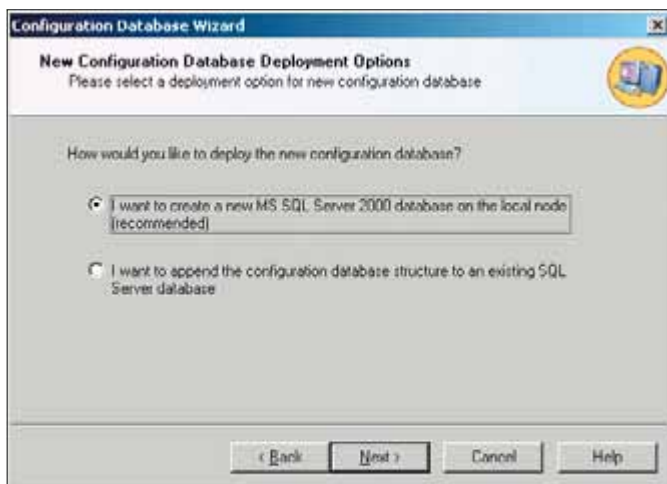 Configuration Database Wizard
New Configuration Database Deployment Options
Please select a deployment option for new configuration database
How would you like to deploy the new configuration database?
I want to create a new MS SQL Server 2000 database on the local node
(recommended)
I want to append the configuration database structure to an existing SQL
Server database
< Back
Next >
Cancel
Help